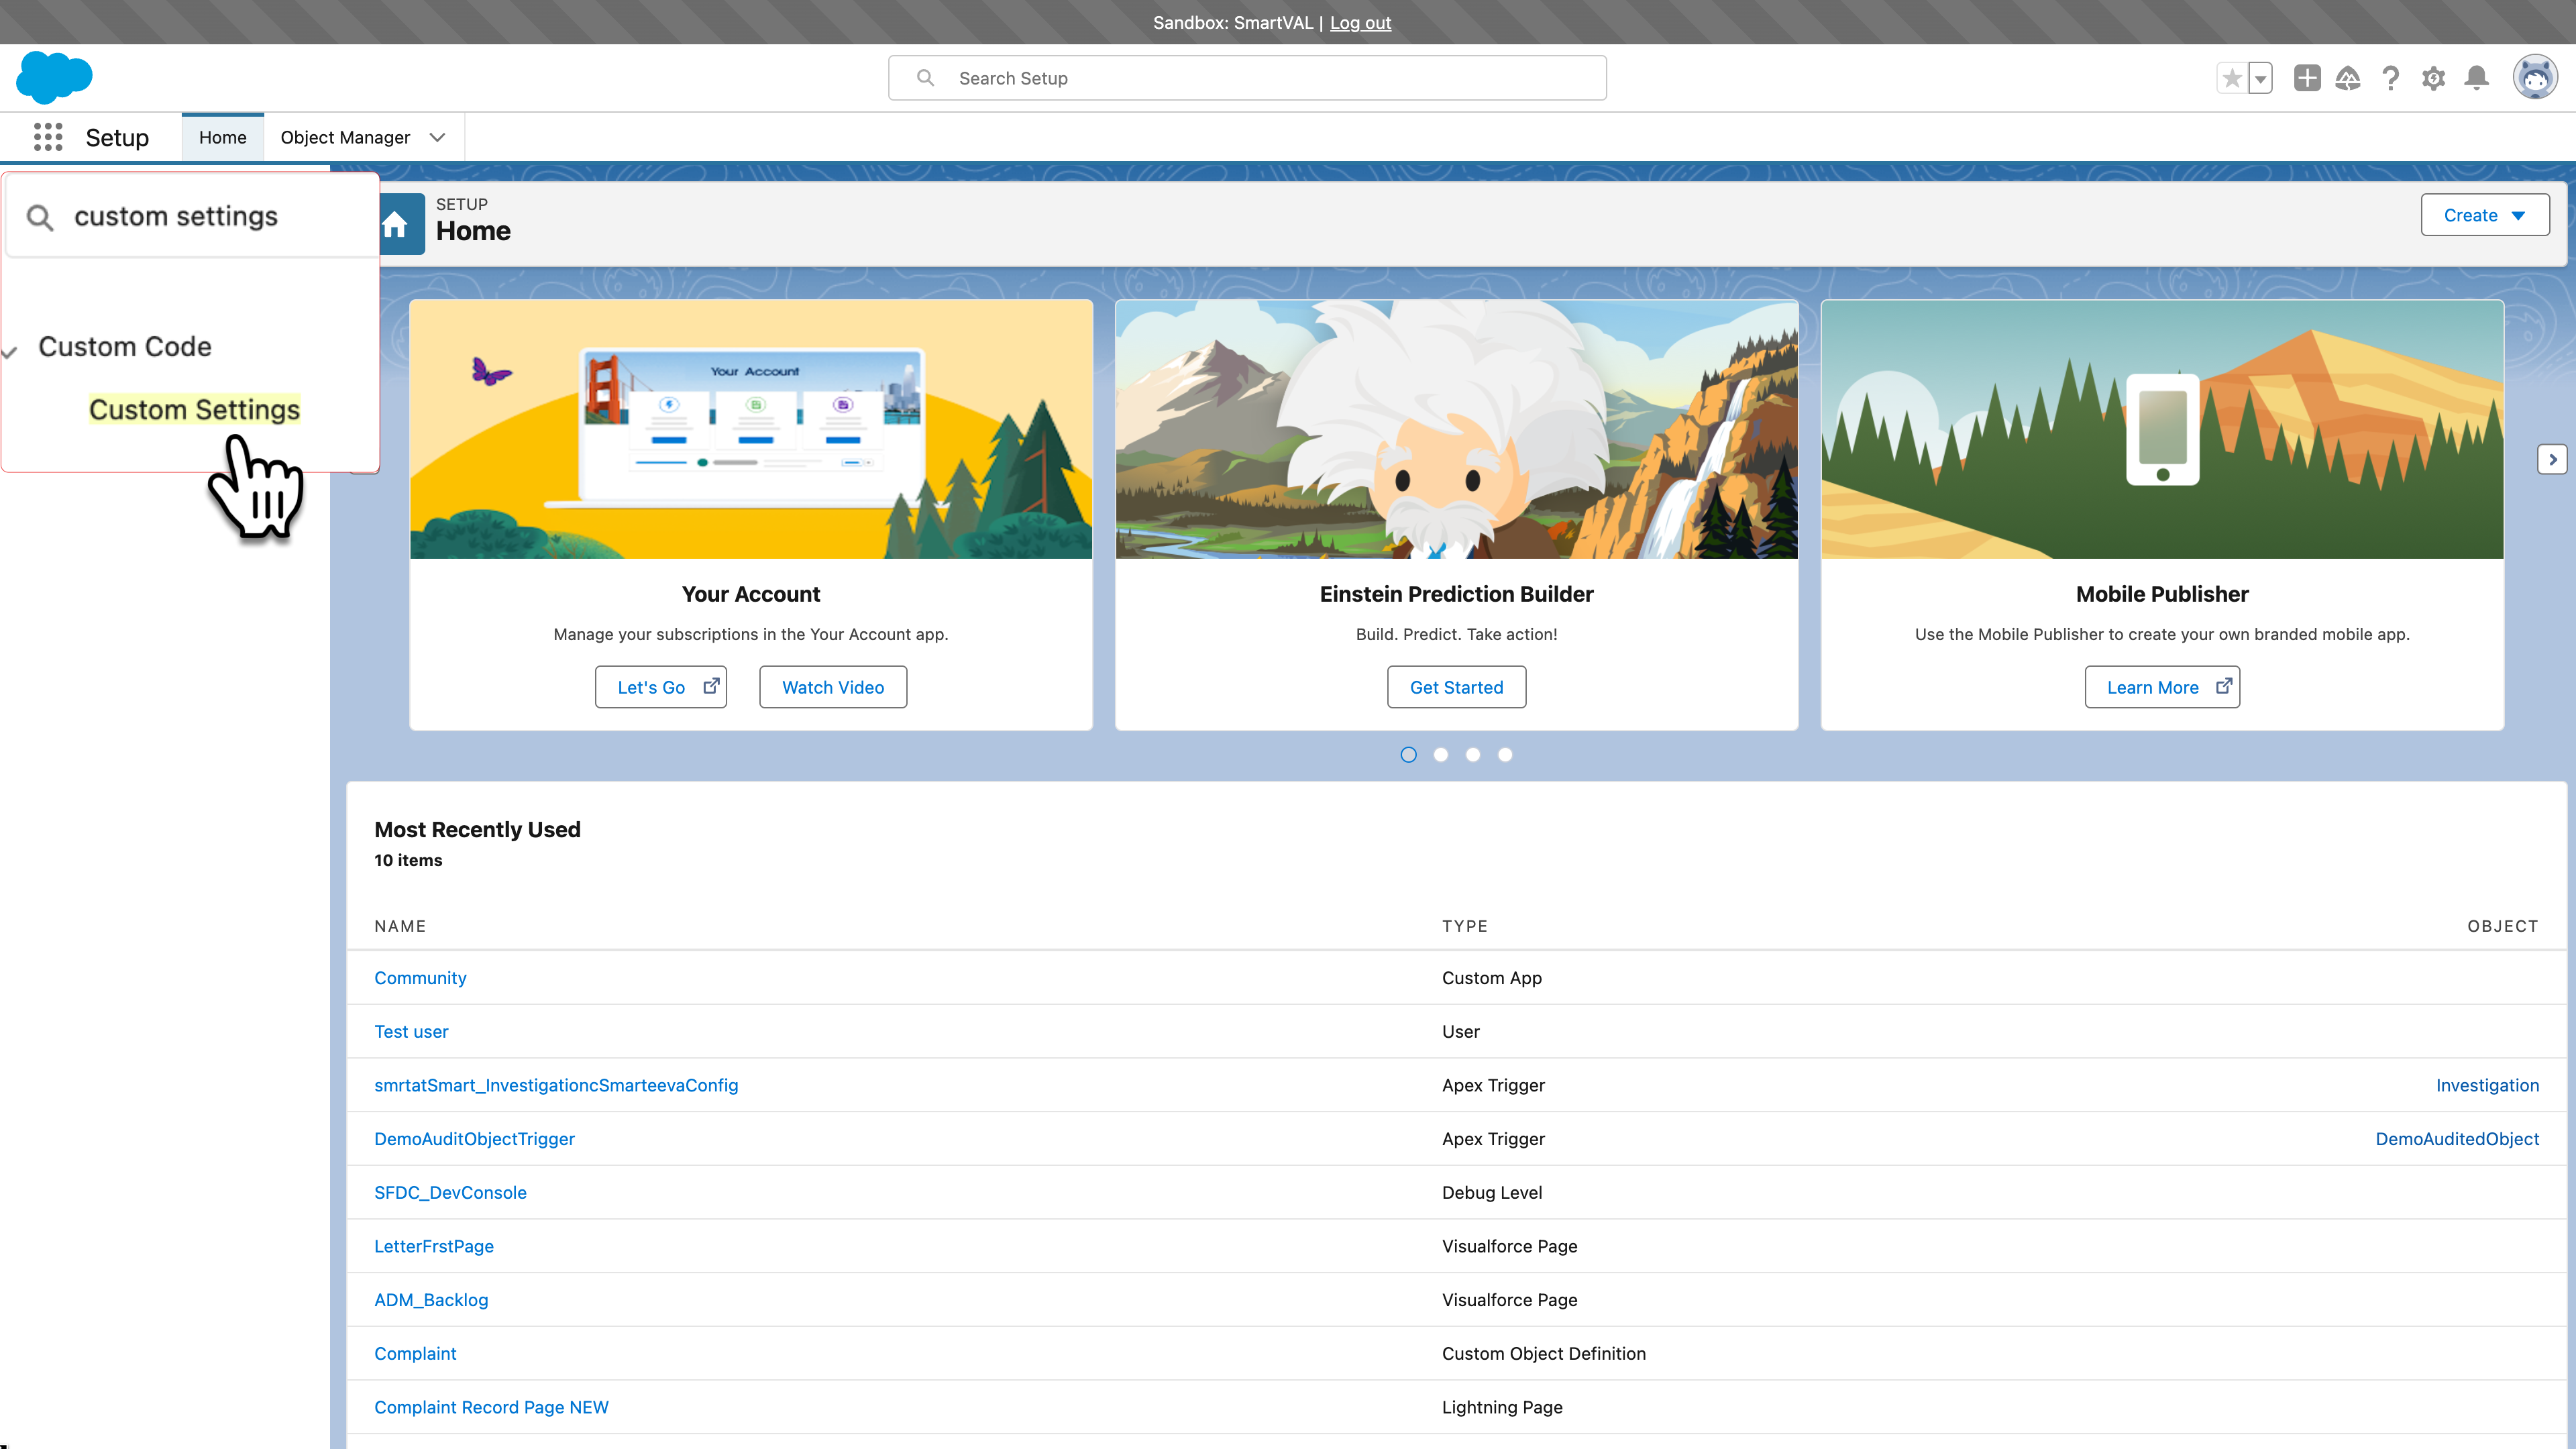 Sandbox: SmartVAL | Log out
Search Setup
Setup
Home
Object Manager
custom settings
Custom Code
Custom Settings
SETUP
Home
Create
Your Account
Your Account
Manage your subscriptions in the Your Account app.
Let's Go
Watch Video
Einstein Prediction Builder
Build. Predict. Take action!
Get Started
Mobile Publisher
Use the Mobile Publisher to create your own branded mobile app.
Learn More
Most Recently Used
10 items
NAME TYPE OBJECT
Community Custom App
Test user User
smrtatSmart_InvestigationcSmarteevaConfig Apex Trigger Investigation
DemoAuditObjectTrigger Apex Trigger DemoAuditedObject
SFDC_DevConsole Debug Level
LetterFrstPage Visualforce Page
ADM_Backlog Visualforce Page
Complaint Custom Object Definition
Complaint Record Page NEW Lightning Page